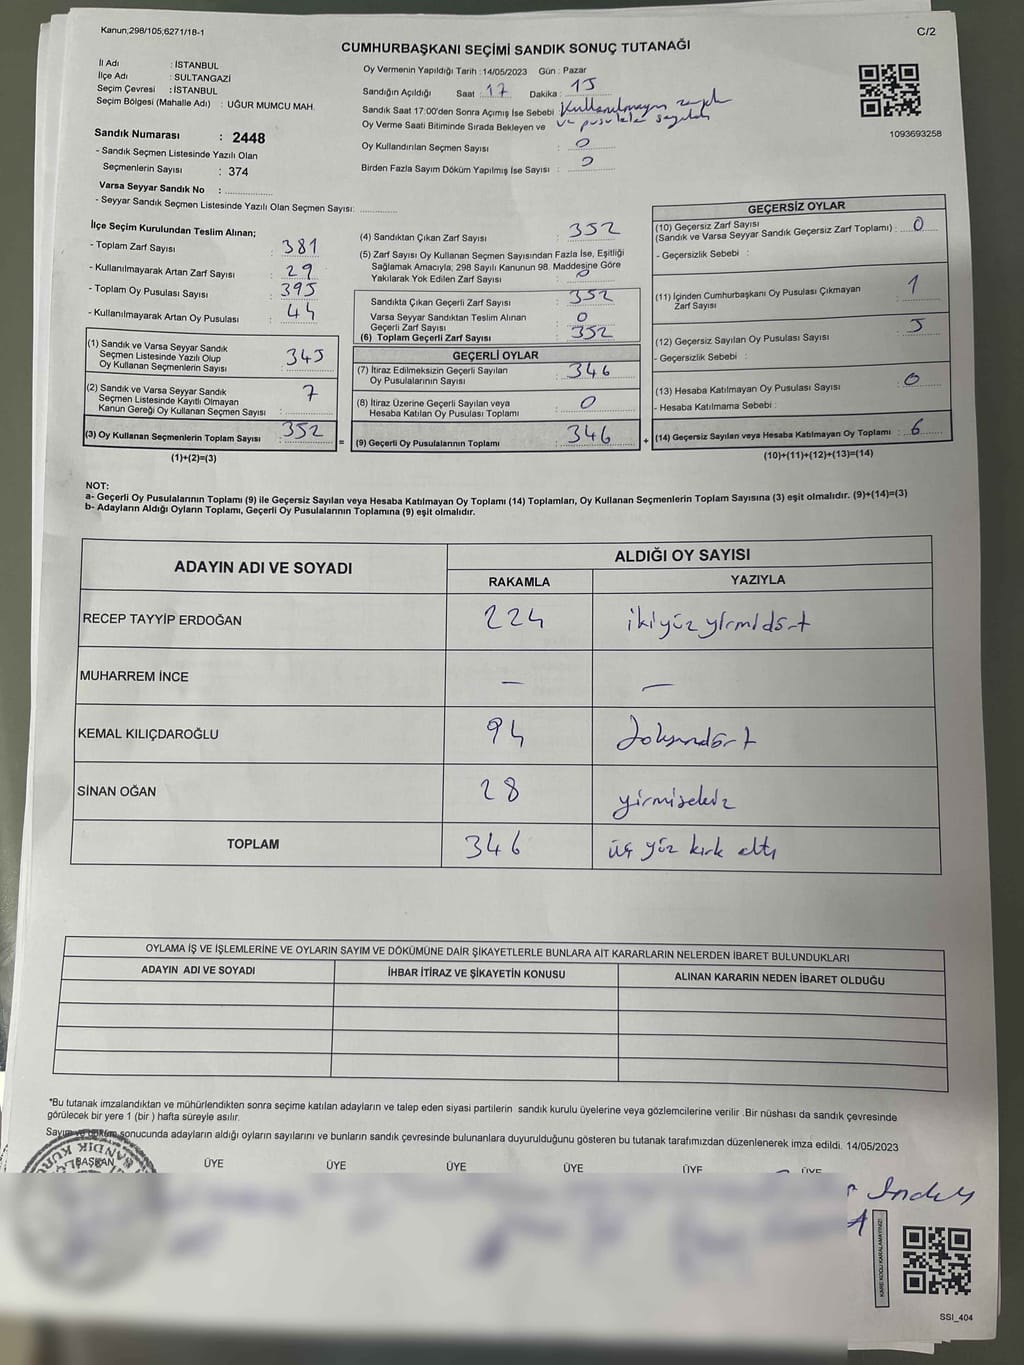 Kanun;298/105;6271/18-1
C/2
CUMHURBAŞKANI SEÇİMİ SANDIK SONUÇ TUTANAĞI
İl Adı : İSTANBUL
İlçe Adı : SULTANGAZİ
Seçim Çevresi : İSTANBUL
Seçim Bölgesi (Mahalle Adı) : UĞUR MUMCU MAH.
Sandık Numarası : 2448
- Sandık Seçmen Listesinde Yazılı Olan
Seçmenlerin Sayısı : 374
Varsa Seyyar Sandık No :
- Seyyar Sandık Seçmen Listesinde Yazılı Olan Seçmen Sayısı:
Oy Vermenin Yapıldığı Tarih :14/05/2023 Gün : Pazar
Sandığın Açıldığı Saat : 17 Dakika : 15
Sandık Saat 17:00'den Sonra Açımış İse Sebebi Kullanılmayan zarflar
Oy Verme Saati Bitiminde Sırada Bekleyen ve ve pusulalar sayıldı
Oy Kullandırılan Seçmen Sayısı : 0
Birden Fazla Sayım Döküm Yapılmış İse Sayısı : 0
1093693258
İlçe Seçim Kurulundan Teslim Alınan;
- Toplam Zarf Sayısı : 381
- Kullanılmayarak Artan Zarf Sayısı : 29
- Toplam Oy Pusulası Sayısı : 395
- Kullanılmayarak Artan Oy Pusulası : 44
(1) Sandık ve Varsa Seyyar Sandık
Seçmen Listesinde Yazılı Olup
Oy Kullanan Seçmenlerin Sayısı : 345
(2) Sandık ve Varsa Seyyar Sandık
Seçmen Listesinde Kayıtlı Olmayan
Kanun Gereği Oy Kullanan Seçmen Sayısı : 7
(3) Oy Kullanan Seçmenlerin Toplam Sayısı : 352
(1)+(2)=(3)
(4) Sandıktan Çıkan Zarf Sayısı : 352
(5) Zarf Sayısı Oy Kullanan Seçmen Sayısından Fazla İse, Eşitliği
Sağlamak Amacıyla; 298 Sayılı Kanunun 98. Maddesine Göre
Yakılarak Yok Edilen Zarf Sayısı : 0
Sandıkta Çıkan Geçerli Zarf Sayısı : 352
Varsa Seyyar Sandıktan Teslim Alınan
Geçerli Zarf Sayısı : 0
(6) Toplam Geçerli Zarf Sayısı : 352
GEÇERLİ OYLAR
(7) İtiraz Edilmeksizin Geçerli Sayılan
Oy Pusulalarının Sayısı : 346
(8) İtiraz Üzerine Geçerli Sayılan veya
Hesaba Katılan Oy Pusulası Toplamı : 0
= (9) Geçerli Oy Pusulalarının Toplamı : 346 +
GEÇERSİZ OYLAR
(10) Geçersiz Zarf Sayısı
(Sandık ve Varsa Seyyar Sandık Geçersiz Zarf Toplamı) : 0
- Geçersizlik Sebebi :
(11) İçinden Cumhurbaşkanı Oy Pusulası Çıkmayan
Zarf Sayısı : 1
(12) Geçersiz Sayılan Oy Pusulası Sayısı : 5
- Geçersizlik Sebebi :
(13) Hesaba Katılmayan Oy Pusulası Sayısı : 0
- Hesaba Katılmama Sebebi :
(14) Geçersiz Sayılan veya Hesaba Katılmayan Oy Toplamı : 6
(10)+(11)+(12)+(13)=(14)
NOT:
a- Geçerli Oy Pusulalarının Toplamı (9) ile Geçersiz Sayılan veya Hesaba Katılmayan Oy Toplamı (14) Toplamları, Oy Kullanan Seçmenlerin Toplam Sayısına (3) eşit olmalıdır. (9)+(14)=(3)
b- Adayların Aldığı Oyların Toplamı, Geçerli Oy Pusulalarının Toplamına (9) eşit olmalıdır.
ADAYIN ADI VE SOYADI
ALDIĞI OY SAYISI
RAKAMLA YAZIYLA
RECEP TAYYİP ERDOĞAN 224 ikiyüzyirmidört
MUHARREM İNCE — —
KEMAL KILIÇDAROĞLU 94 doksandört
SİNAN OĞAN 28 yirmisekiz
TOPLAM 346 üç yüz kırk altı
OYLAMA İŞ VE İŞLEMLERİNE VE OYLARIN SAYIM VE DÖKÜMÜNE DAİR ŞİKAYETLERLE BUNLARA AİT KARARLARIN NELERDEN İBARET BULUNDUKLARI
ADAYIN ADI VE SOYADI İHBAR İTİRAZ VE ŞİKAYETİN KONUSU ALINAN KARARIN NEDEN İBARET OLDUĞU
*Bu tutanak imzalandıktan ve mühürlendikten sonra seçime katılan adayların ve talep eden siyasi partilerin sandık kurulu üyelerine veya gözlemcilerine verilir .Bir nüshası da sandık çevresinde
görülecek bir yere 1 (bir ) hafta süreyle asılır.
Sayım ve döküm sonucunda adayların aldığı oyların sayılarını ve bunların sandık çevresinde bulunanlara duyurulduğunu gösteren bu tutanak tarafımızdan düzenlenerek imza edildi. 14/05/2023
BAŞKAN ÜYE ÜYE ÜYE ÜYE ÜYE ÜYE
KARE KODU KARALAMAYINIZ!
SSI_404